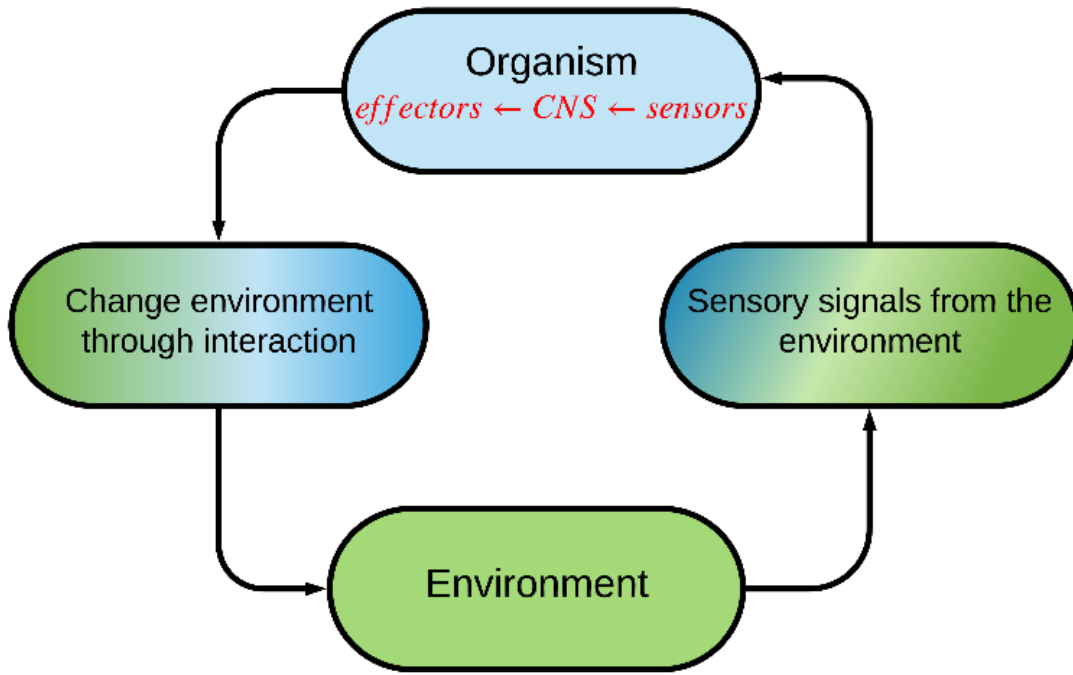 Organism
effectors ← CNS ← sensors
Change environment
through interaction
Sensory signals from the
environment
Environment